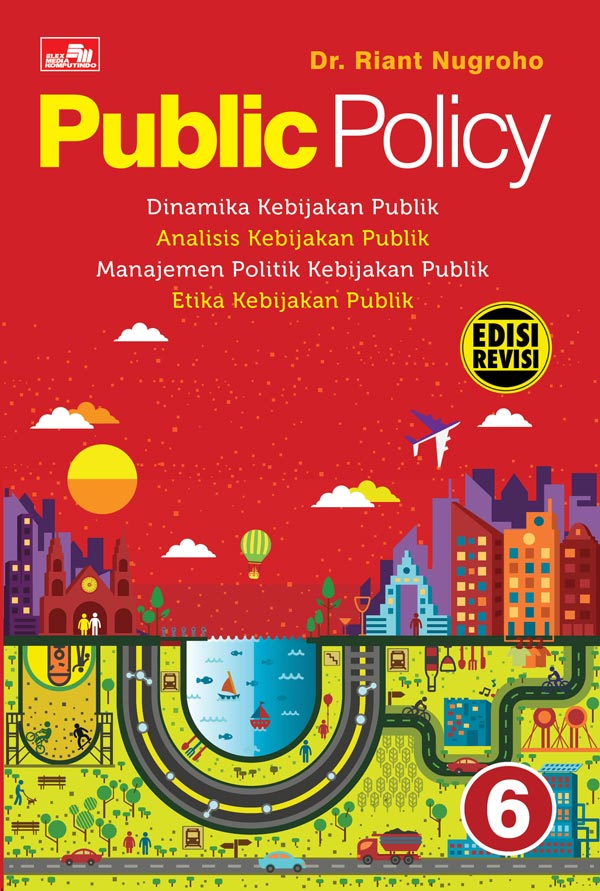 ELEX MEDIA KOMPUTINDO
Dr. Riant Nugroho
Public Policy
Dinamika Kebijakan Publik
Analisis Kebijakan Publik
Manajemen Politik Kebijakan Publik
Etika Kebijakan Publik
EDISI
REVISI
6